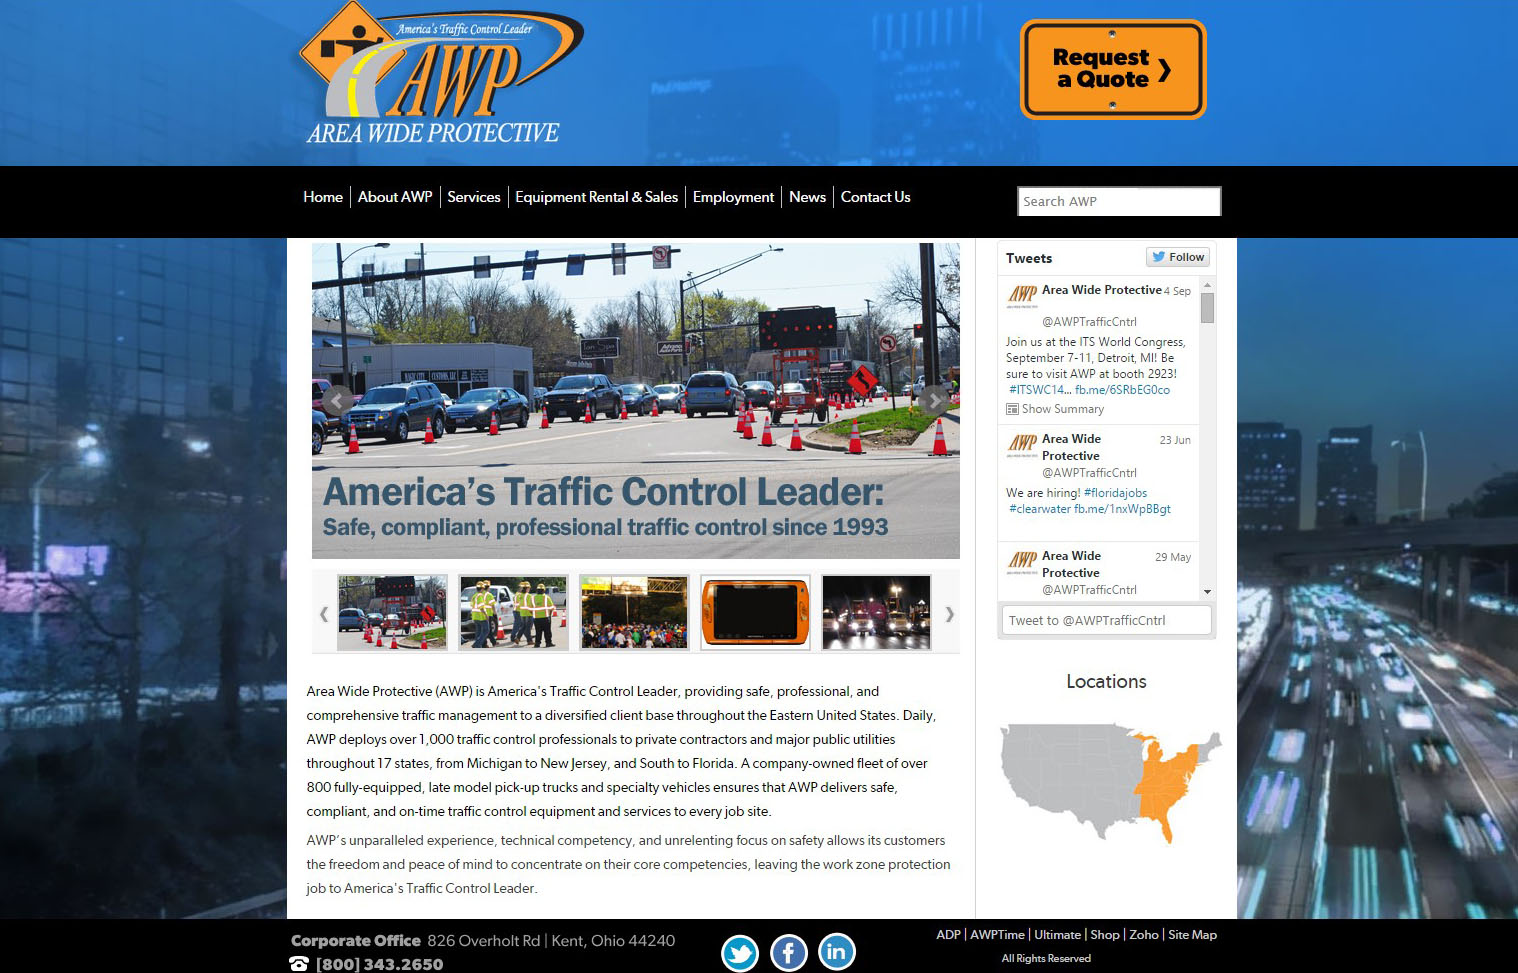 America's Traffic Control Leader
AWP
AREA WIDE PROTECTIVE
Request
a Quote
Home | About AWP | Services | Equipment Rental & Sales | Employment | News | Contact Us
Search AWP
America's Traffic Control Leader:
Safe, compliant, professional traffic control since 1993
Area Wide Protective (AWP) is America's Traffic Control Leader, providing safe, professional, and
comprehensive traffic management to a diversified client base throughout the Eastern United States. Daily,
AWP deploys over 1,000 traffic control professionals to private contractors and major public utilities
throughout 17 states, from Michigan to New Jersey, and South to Florida. A company-owned fleet of over
800 fully-equipped, late model pick-up trucks and specialty vehicles ensures that AWP delivers safe,
compliant, and on-time traffic control equipment and services to every job site.
AWP's unparalleled experience, technical competency, and unrelenting focus on safety allows its customers
the freedom and peace of mind to concentrate on their core competencies, leaving the work zone protection
job to America's Traffic Control Leader.
Tweets
Follow
AWP
Area Wide Protective 4 Sep
@AWPTrafficCntrl
Join us at the ITS World Congress,
September 7-11, Detroit, MI! Be
sure to visit AWP at booth 2923!
#ITSWC14... fb.me/6SRbEG0co
Show Summary
AWP
Area Wide 23 Jun
Protective
@AWPTrafficCntrl
We are hiring! #floridajobs
#clearwater fb.me/1nxWpBBgt
AWP
Area Wide 29 May
Protective
@AWPTrafficCntrl
Tweet to @AWPTrafficCntrl
Locations
Corporate Office 826 Overholt Rd | Kent, Ohio 44240
[800] 343.2650
in
ADP | AWPTime | Ultimate | Shop | Zoho | Site Map
All Rights Reserved